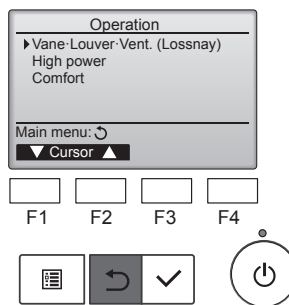 Operation
Vane·Louver·Vent. (Lossnay)
High power
Comfort
Main menu:
▼ Cursor ▲
F1 F2 F3 F4